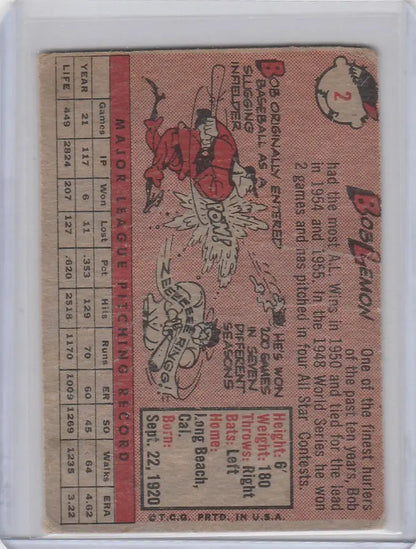 2
BOB LEMON
One of the finest hurlers
of the past ten years, Bob
had the most A.L. Wins in 1950 and tied for the lead
in 1954 and 1955. In the 1948 World Series he won
2 games and has pitched in four All Star Contests.
BOB ORIGINALLY ENTERED
BASEBALL AS A
SLUGGING
INFIELDER
POW!
HE'S WON
200 GAMES
IN SEVEN
DIFFERENT
SEASONS
Height: 6'
Weight: 180
Throws: Right
Bats: Left
Home:
Long Beach,
Cal
Born:
Sept. 22, 1920
MAJOR LEAGUE PITCHING RECORD
Games IP Won Lost Pct Hits Runs ER SO Walks ERA
YEAR 21 117 6 11 .353 129 70 60 45 64 4.62
LIFE 449 2824 207 127 .620 2518 1170 1009 1269 1235 3.22
©T.C.G. PRTD. IN U.S.A.